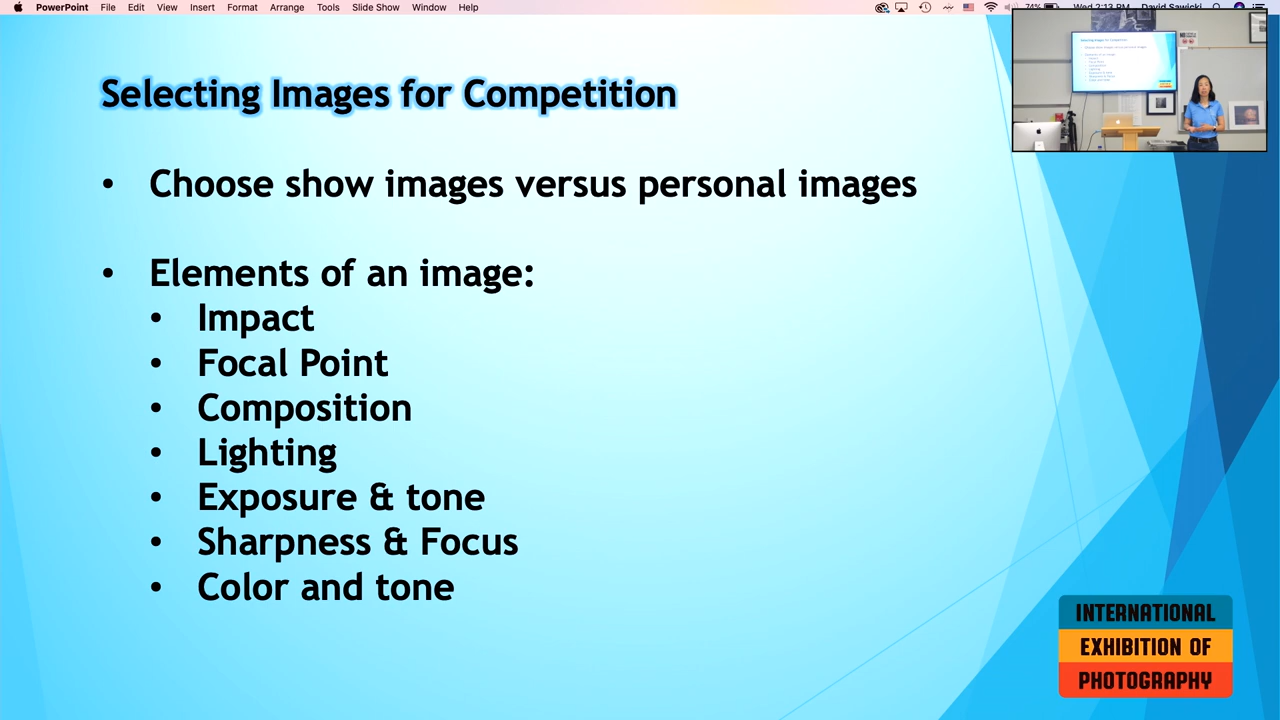 PowerPoint File Edit View Insert Format Arrange Tools Slide Show Window Help 74% Wed 2:13 PM David Sawicki
Selecting Images for Competition
• Choose show images versus personal images
• Elements of an image:
• Impact
• Focal Point
• Composition
• Lighting
• Exposure & tone
• Sharpness & Focus
• Color and tone
INTERNATIONAL
EXHIBITION OF
PHOTOGRAPHY